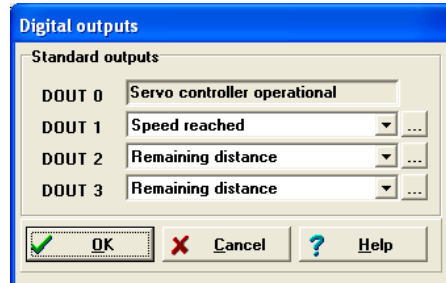 Digital outputs
Standard outputs
DOUT 0 Servo controller operational
DOUT 1 Speed reached ...
DOUT 2 Remaining distance ...
DOUT 3 Remaining distance ...
OK Cancel Help